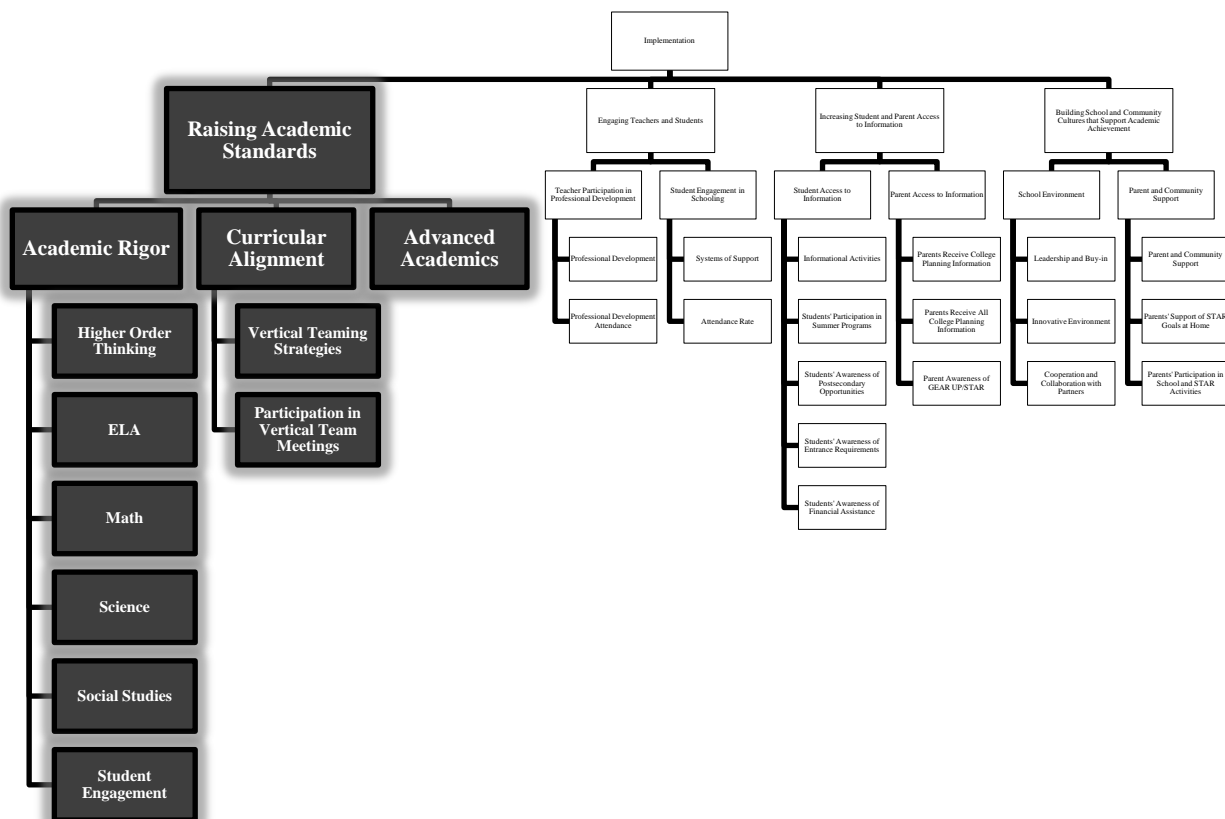 Implementation
Raising Academic
Standards
Engaging Teachers and Students
Increasing Student and Parent Access
to Information
Building School and Community
Cultures that Support Academic
Achievement
Academic Rigor
Curricular
Alignment
Advanced
Academics
Teacher Participation in
Professional Development
Student Engagement in
Schooling
Student Access to
Information
Parent Access to Information
School Environment
Parent and Community
Support
Higher Order
Thinking
ELA
Math
Science
Social Studies
Student
Engagement
Vertical Teaming
Strategies
Participation in
Vertical Team
Meetings
Professional Development
Professional Development
Attendance
Systems of Support
Attendance Rate
Informational Activities
Students' Participation in
Summer Programs
Students' Awareness of
Postsecondary
Opportunities
Students' Awareness of
Entrance Requirements
Students' Awareness of
Financial Assistance
Parents Receive College
Planning Information
Parents Receive All
College Planning
Information
Parent Awareness of
GEAR UP/STAR
Leadership and Buy-in
Innovative Environment
Cooperation and
Collaboration with
Partners
Parent and Community
Support
Parents' Support of STAR
Goals at Home
Parents' Participation in
School and STAR
Activities